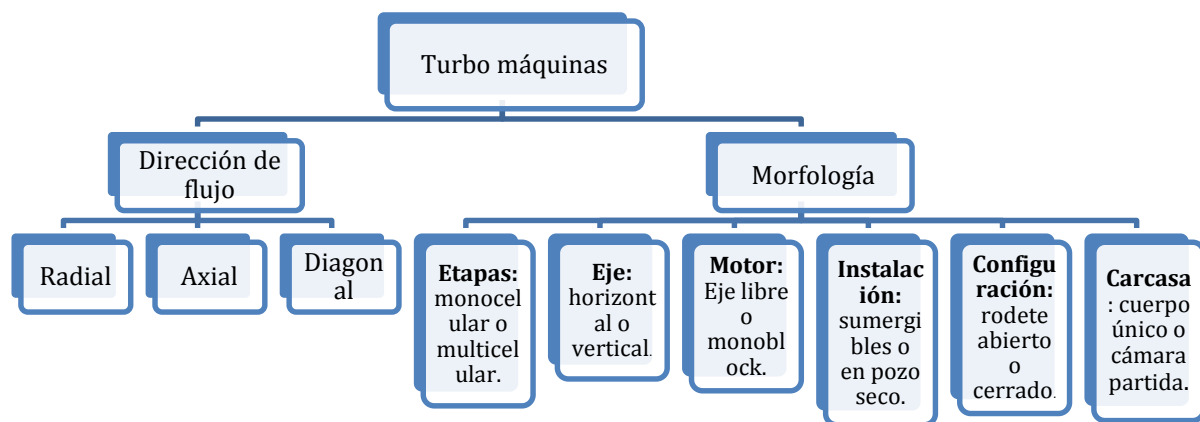 Turbo máquinas
Dirección de
flujo
Morfología
Radial
Axial
Diagon
al
Etapas:
monocel
ular o
multicel
ular.
Eje:
horizont
al o
vertical.
Motor:
Eje libre
o
monobl
ock.
Instalac
ión:
sumergi
bles o
en pozo
seco.
Configu
ración:
rodete
abierto
o
cerrado.
Carcasa
: cuerpo
único o
cámara
partida.